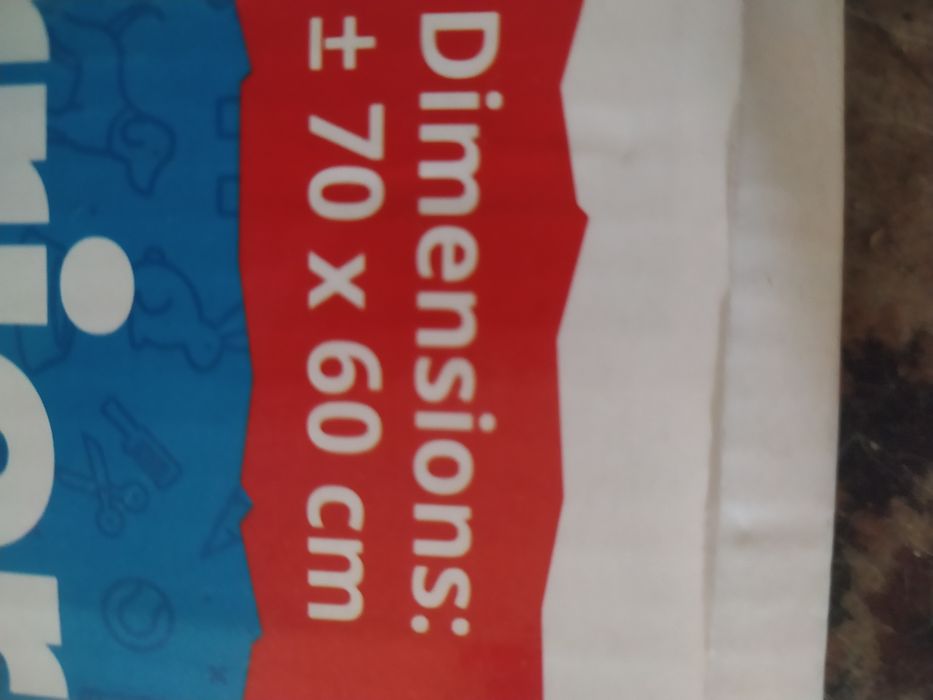 Dimensions:
± 70 x 60 cm